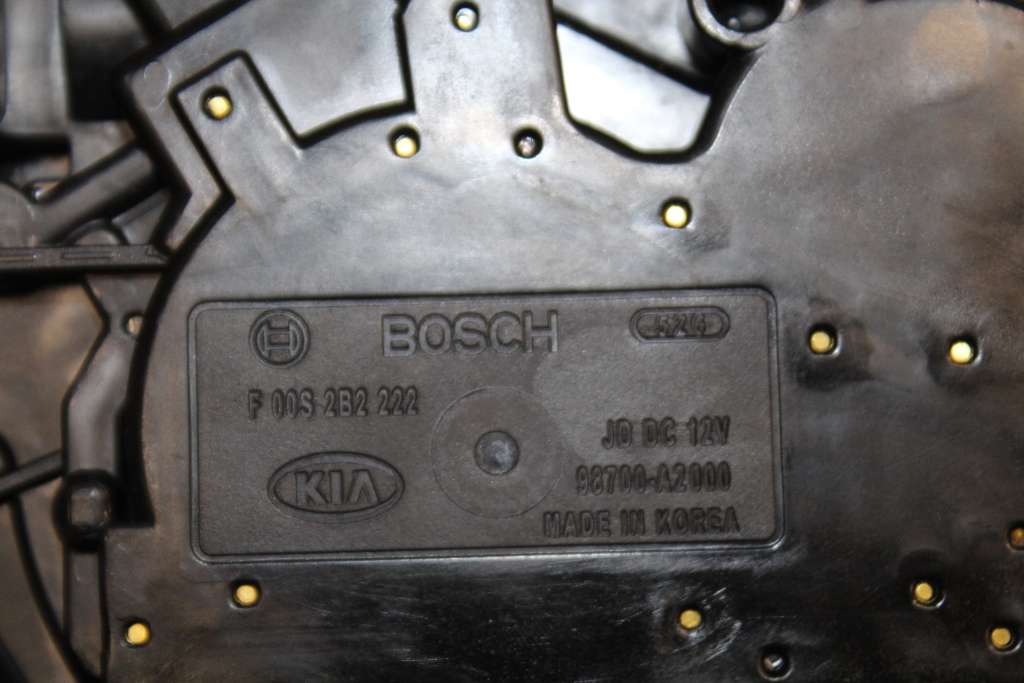 BOSCH
F 00S 2B2 222
JD DC 12V
98700-A2000
KIA
MADE IN KOREA